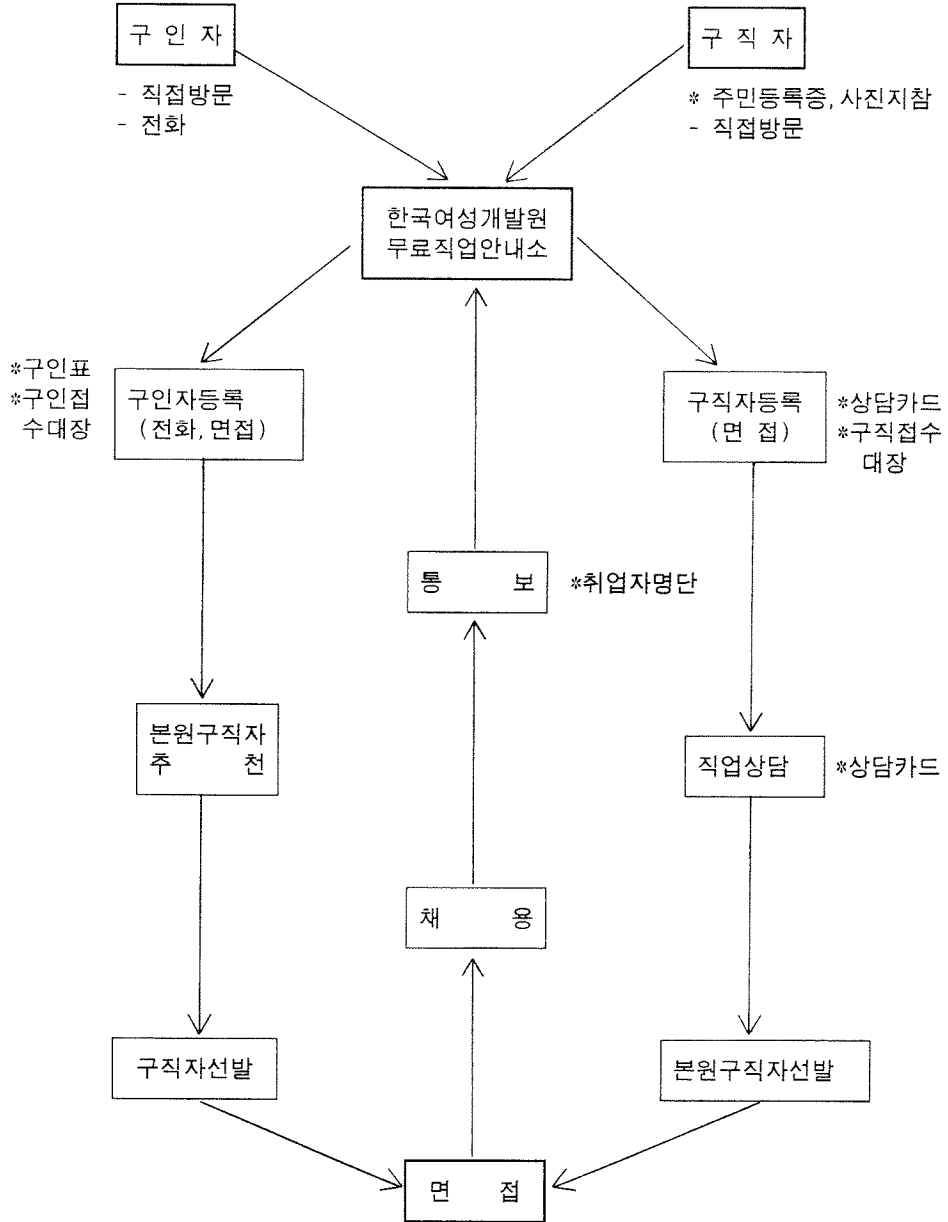 구 인 자
구 직 자
- 직접방문
- 전화
* 주민등록증, 사진지참
- 직접방문
한국여성개발원
무료직업안내소
*구인표
*구인접
수대장
구인자등록
(전화, 면접)
구직자등록
(면 접)
*상담카드
*구직접수
대장
통 보
*취업자명단
본원구직자
추 천
직업상담
*상담카드
채 용
구직자선발
본원구직자선발
면 접